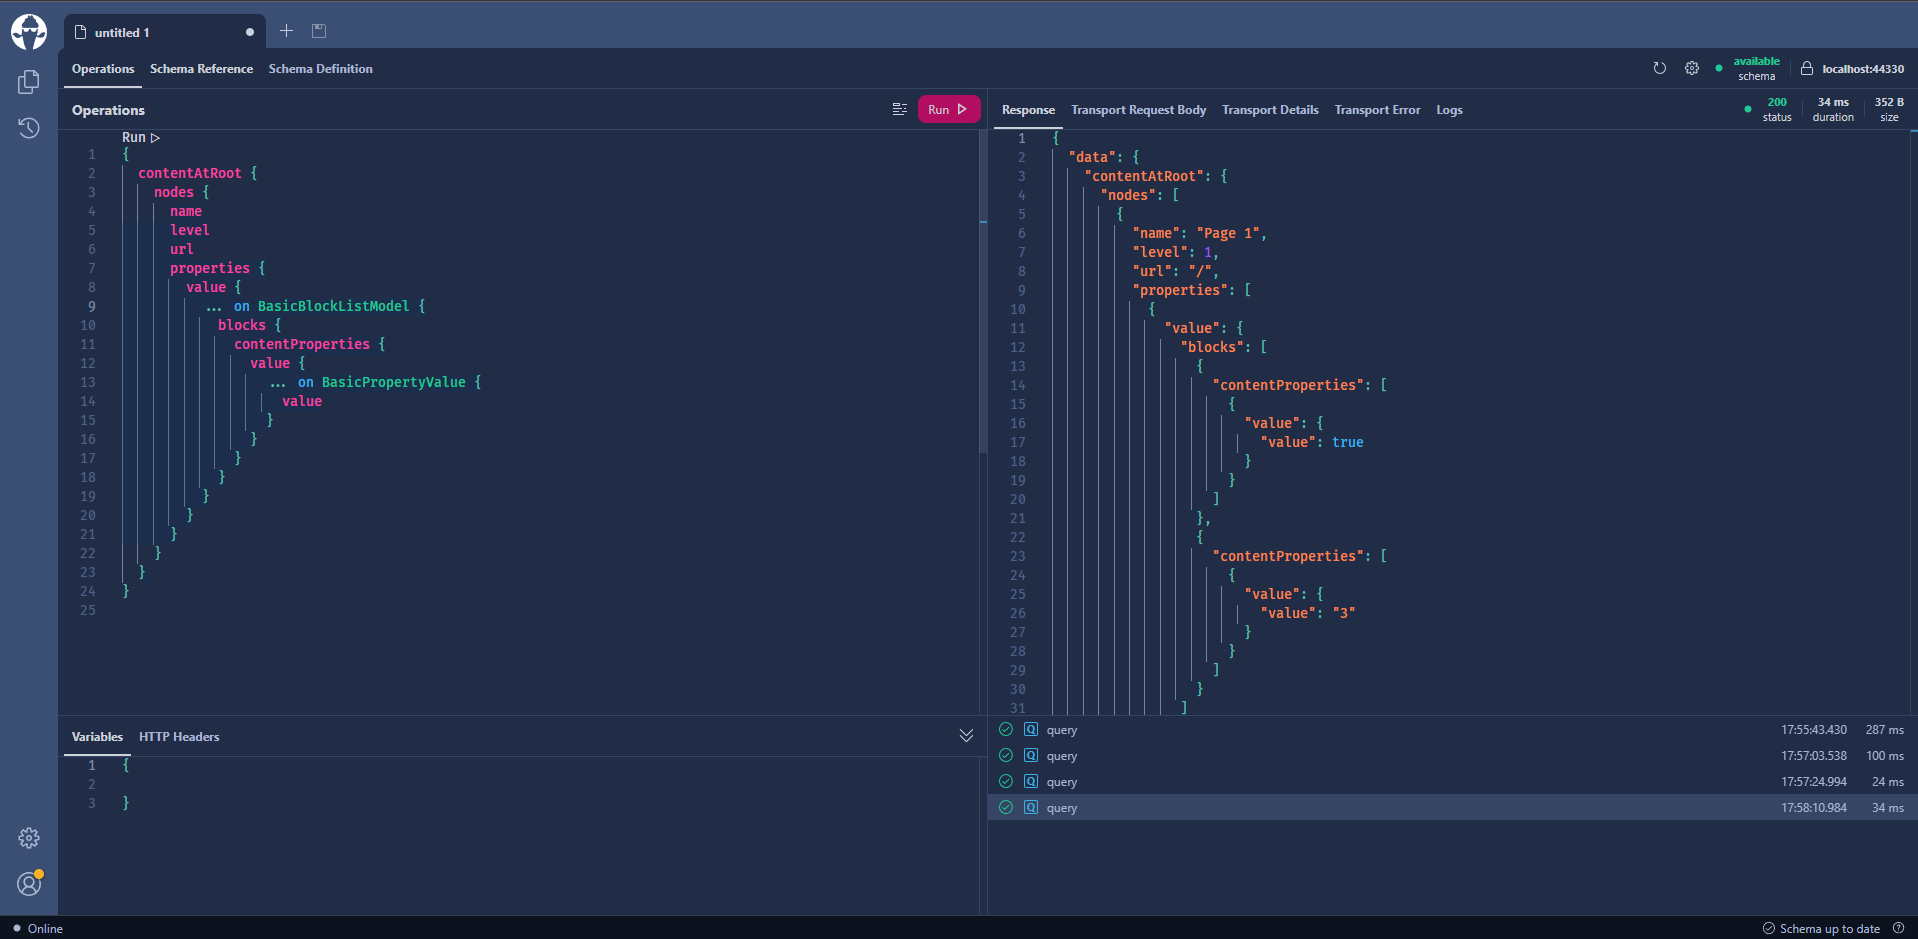 untitled 1
Operations Schema Reference Schema Definition
available
schema
localhost:44330
Operations
Run
Run
1 {
2 contentAtRoot {
3 nodes {
4 name
5 level
6 url
7 properties {
8 value {
9 ... on BasicBlockListModel {
10 blocks {
11 contentProperties {
12 value {
13 ... on BasicPropertyValue {
14 value
15 }
16 }
17 }
18 }
19 }
20 }
21 }
22 }
23 }
24 }
25
Variables HTTP Headers
1 {
2
3 }
Response Transport Request Body Transport Details Transport Error Logs
200
status
34 ms
duration
352 B
size
1 {
2 "data": {
3 "contentAtRoot": {
4 "nodes": [
5 {
6 "name": "Page 1",
7 "level": 1,
8 "url": "/",
9 "properties": [
10 {
11 "value": {
12 "blocks": [
13 {
14 "contentProperties": [
15 {
16 "value": {
17 "value": true
18 }
19 }
20 ]
21 },
22 {
23 "contentProperties": [
24 {
25 "value": {
26 "value": "3"
27 }
28 }
29 ]
30 }
31 ]
Q query 17:55:43.430 287 ms
Q query 17:57:03.538 100 ms
Q query 17:57:24.994 24 ms
Q query 17:58:10.984 34 ms
Online
Schema up to date